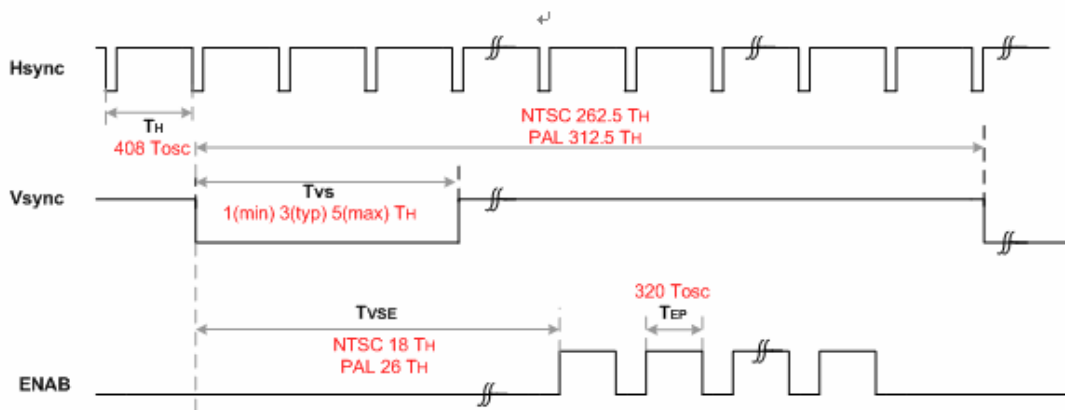 ↵
Hsync
TH
408 Tosc
NTSC 262.5 TH
PAL 312.5 TH
Vsync
Tvs
1(min) 3(typ) 5(max) TH
320 Tosc
TVSE
TEP
NTSC 18 TH
PAL 26 TH
ENAB